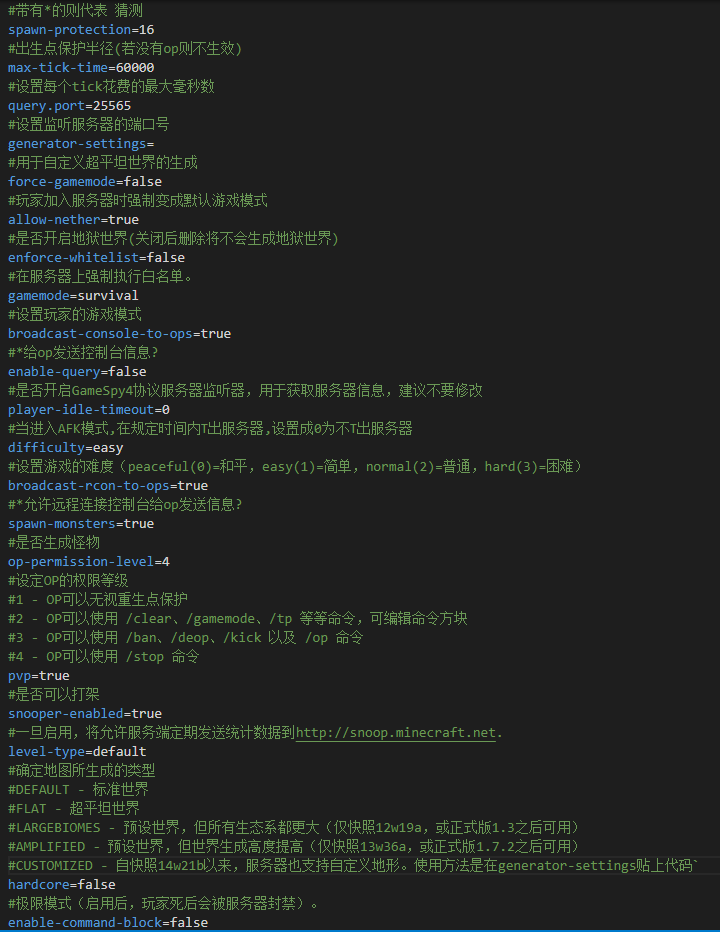 #带有*的则代表 猜测
spawn-protection=16
#出生点保护半径(若没有op则不生效)
max-tick-time=60000
#设置每个tick花费的最大毫秒数
query.port=25565
#设置监听服务器的端口号
generator-settings=
#用于自定义超平坦世界的生成
force-gamemode=false
#玩家加入服务器时强制变成默认游戏模式
allow-nether=true
#是否开启地狱世界(关闭后删除将不会生成地狱世界)
enforce-whitelist=false
#在服务器上强制执行白名单。
gamemode=survival
#设置玩家的游戏模式
broadcast-console-to-ops=true
#*给op发送控制台信息?
enable-query=false
#是否开启GameSpy4协议服务器监听器，用于获取服务器信息，建议不要修改
player-idle-timeout=0
#当进入AFK模式,在规定时间内T出服务器,设置成0为不T出服务器
difficulty=easy
#设置游戏的难度（peaceful(0)=和平，easy(1)=简单，normal(2)=普通，hard(3)=困难）
broadcast-rcon-to-ops=true
#*允许远程连接控制台给op发送信息?
spawn-monsters=true
#是否生成怪物
op-permission-level=4
#设定OP的权限等级
#1 - OP可以无视重生点保护
#2 - OP可以使用 /clear、/gamemode、/tp 等等命令，可编辑命令方块
#3 - OP可以使用 /ban、/deop、/kick 以及 /op 命令
#4 - OP可以使用 /stop 命令
pvp=true
#是否可以打架
snooper-enabled=true
#一旦启用，将允许服务端定期发送统计数据到http://snoop.minecraft.net.
level-type=default
#确定地图所生成的类型
#DEFAULT - 标准世界
#FLAT - 超平坦世界
#LARGEBIOMES - 预设世界，但所有生态系都更大（仅快照12w19a，或正式版1.3之后可用）
#AMPLIFIED - 预设世界，但世界生成高度提高（仅快照13w36a，或正式版1.7.2之后可用）
#CUSTOMIZED - 自快照14w21b以来，服务器也支持自定义地形。使用方法是在generator-settings贴上代码`
hardcore=false
#极限模式（启用后，玩家死后会被服务器封禁）。
enable-command-block=false